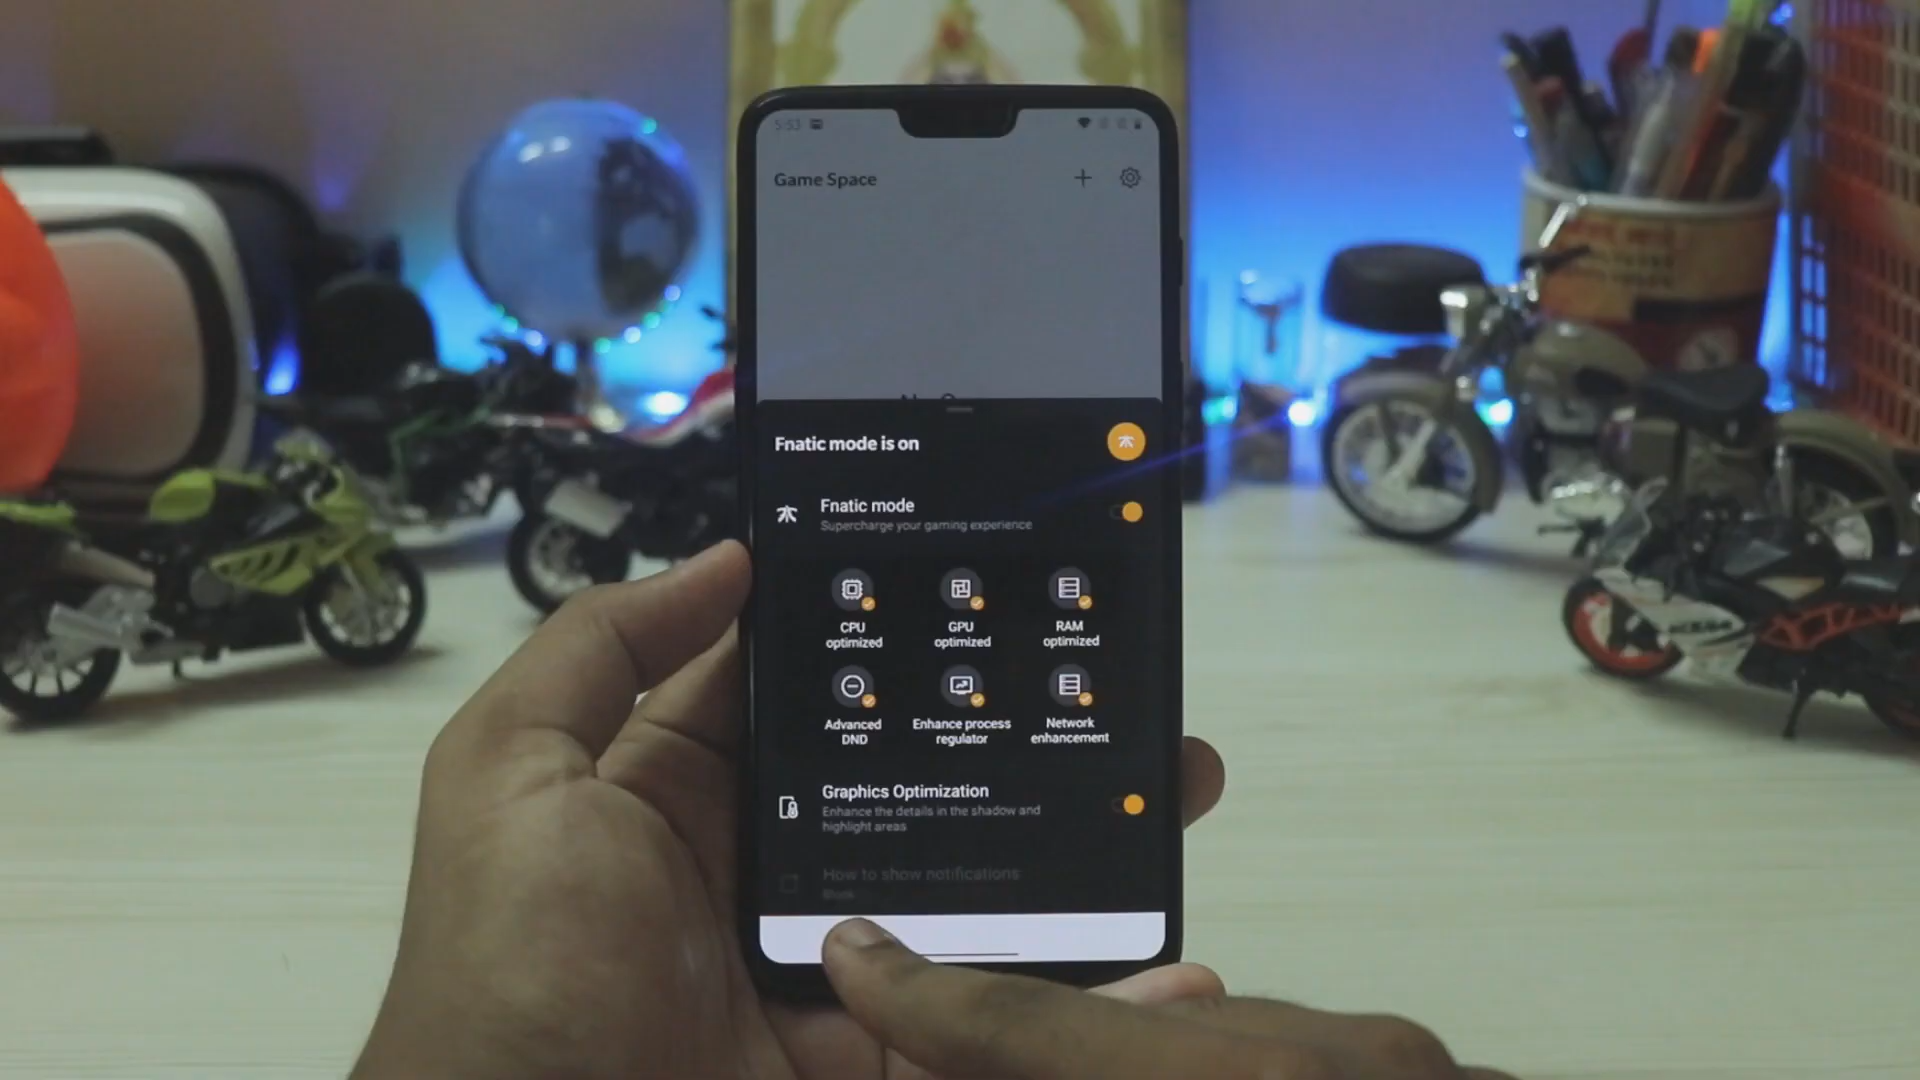 5:53
Game Space
Fnatic mode is on
Fnatic mode
Supercharge your gaming experience
CPU
optimized
GPU
optimized
RAM
optimized
Advanced
DND
Enhance process
regulator
Network
enhancement
Graphics Optimization
Enhance the details in the shadow and
highlight areas
How to show notifications
Block